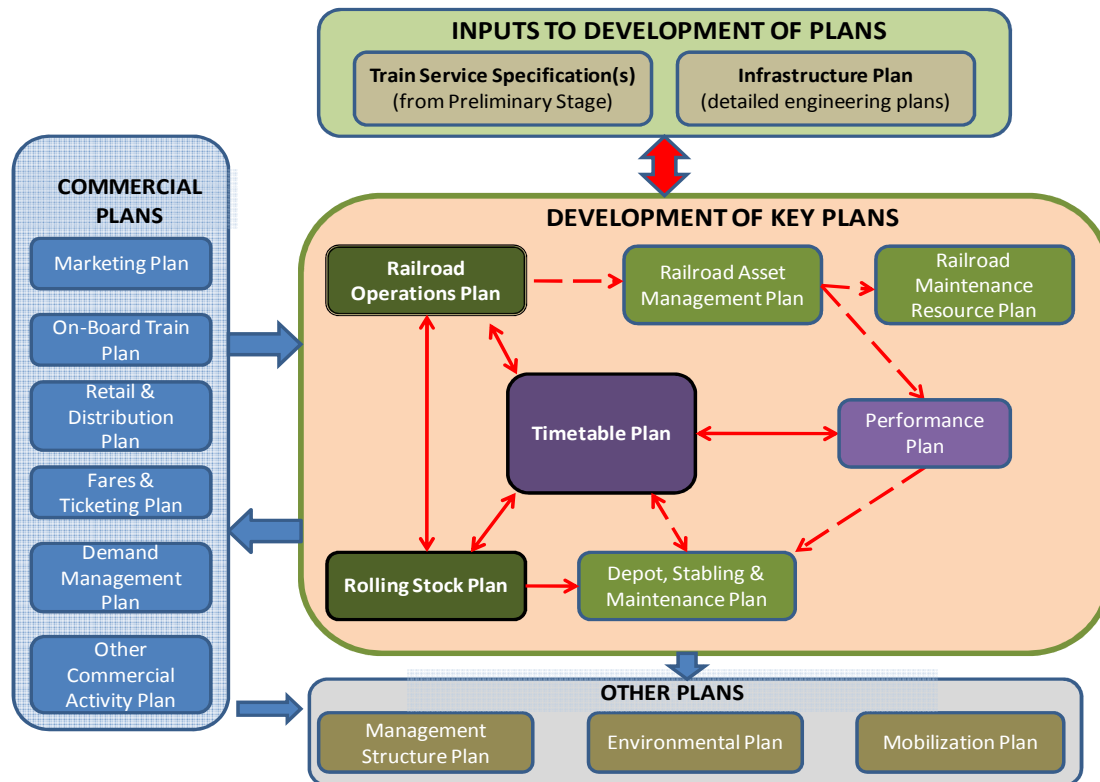 INPUTS TO DEVELOPMENT OF PLANS
Train Service Specification(s)
(from Preliminary Stage)
Infrastructure Plan
(detailed engineering plans)
COMMERCIAL
PLANS
Marketing Plan
On-Board Train
Plan
Retail &
Distribution
Plan
Fares &
Ticketing Plan
Demand
Management
Plan
Other
Commercial
Activity Plan
DEVELOPMENT OF KEY PLANS
Railroad
Operations Plan
Railroad Asset
Management Plan
Railroad
Maintenance
Resource Plan
Timetable Plan
Performance
Plan
Rolling Stock Plan
Depot, Stabling &
Maintenance Plan
OTHER PLANS
Management
Structure Plan
Environmental Plan
Mobilization Plan